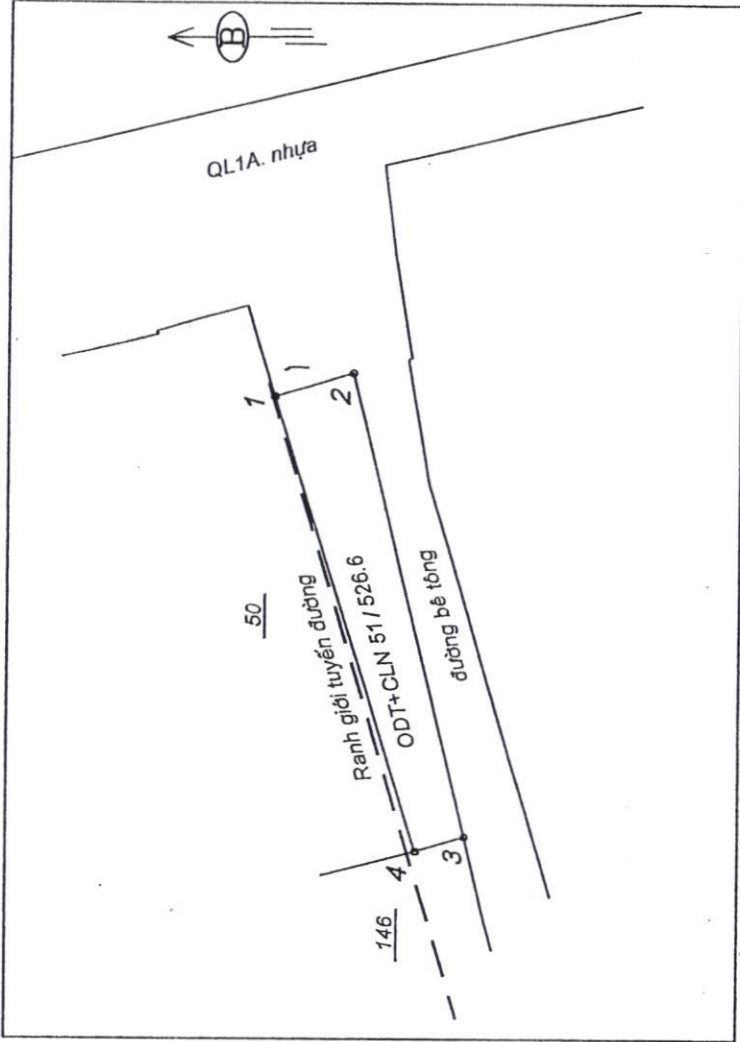 B
QL1A. nhựa
1
2
50
Ranh giới tuyến đường
ODT+CLN 51 / 526.6
đường bê tông
4
3
146